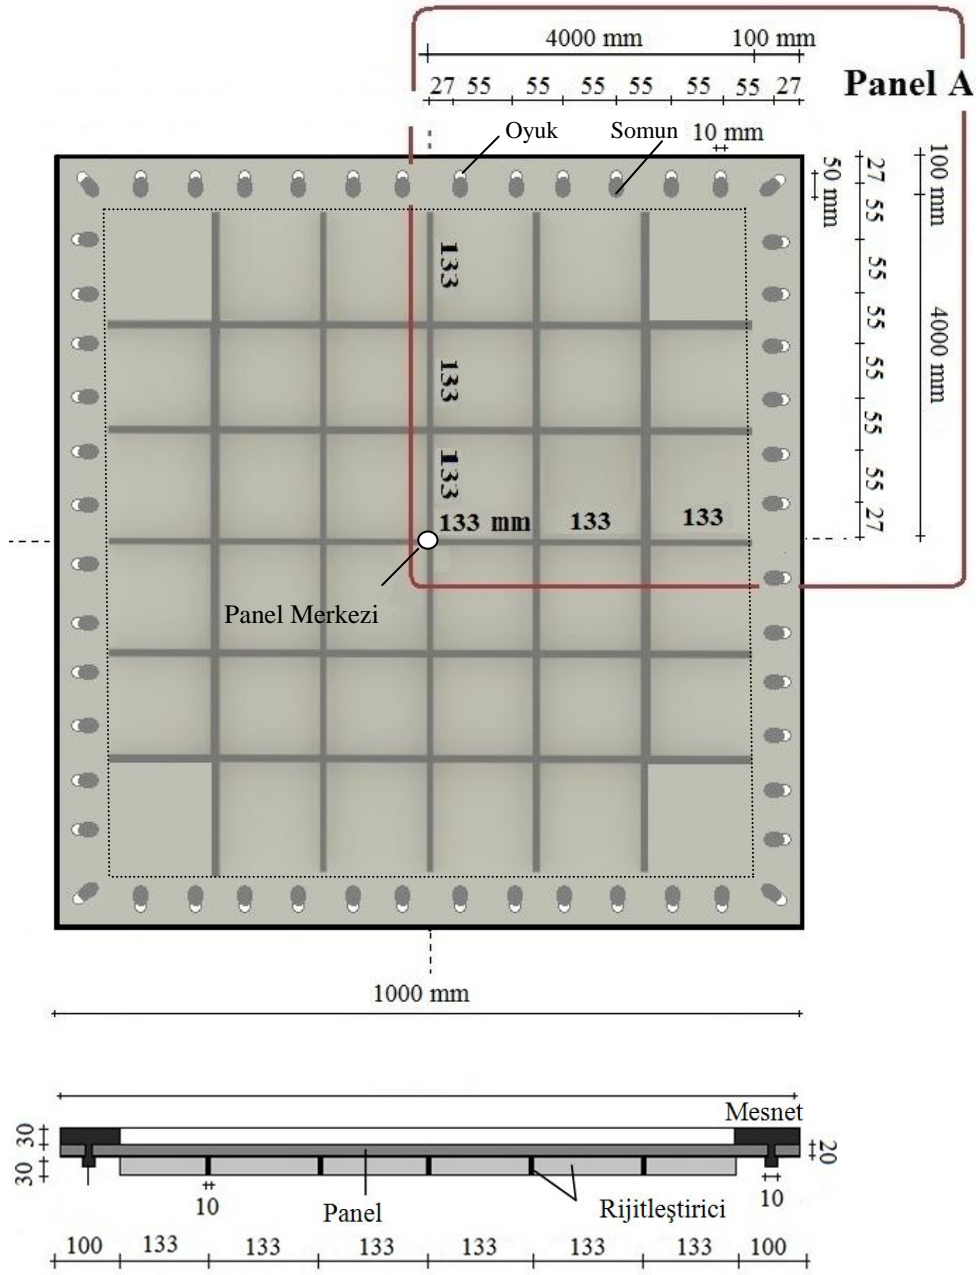 4000 mm 100 mm
Panel A
27 55 55 55 55 55 55 27
Oyuk Somun 10 mm
50 mm
27 55 55 55 55 55 55 27
100 mm 4000 mm
133
133
133
133 mm 133 133
Panel Merkezi
1000 mm
Mesnet
30
20
30
10
10
Panel
Rijitleştirici
100 133 133 133 133 133 133 100